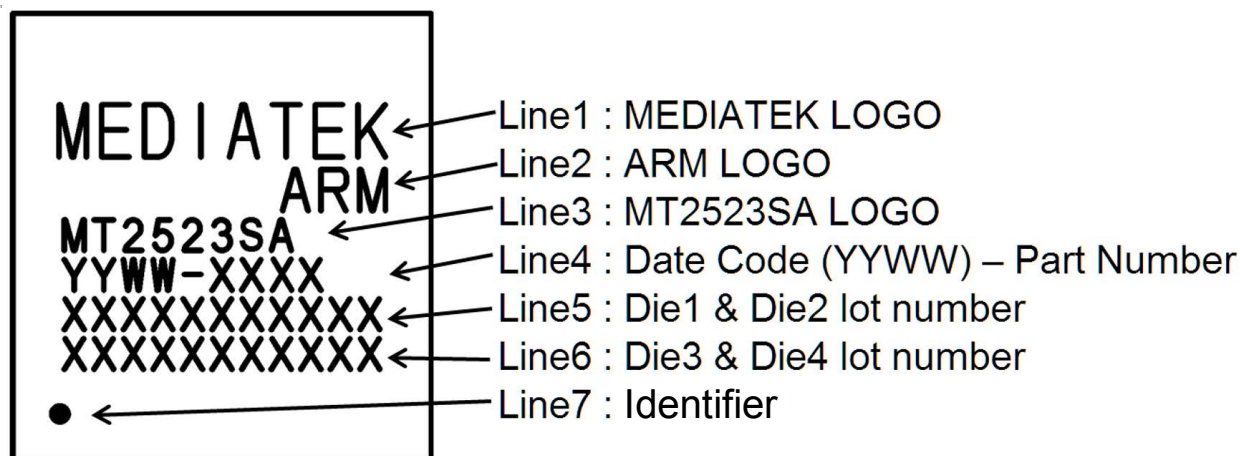 MEDIATEK
ARM
MT2523SA
YYWW-XXXX
XXXXXXXXXXX
XXXXXXXXXXX
Line1 : MEDIATEK LOGO
Line2 : ARM LOGO
Line3 : MT2523SA LOGO
Line4 : Date Code (YYWW) – Part Number
Line5 : Die1 & Die2 lot number
Line6 : Die3 & Die4 lot number
Line7 : Identifier